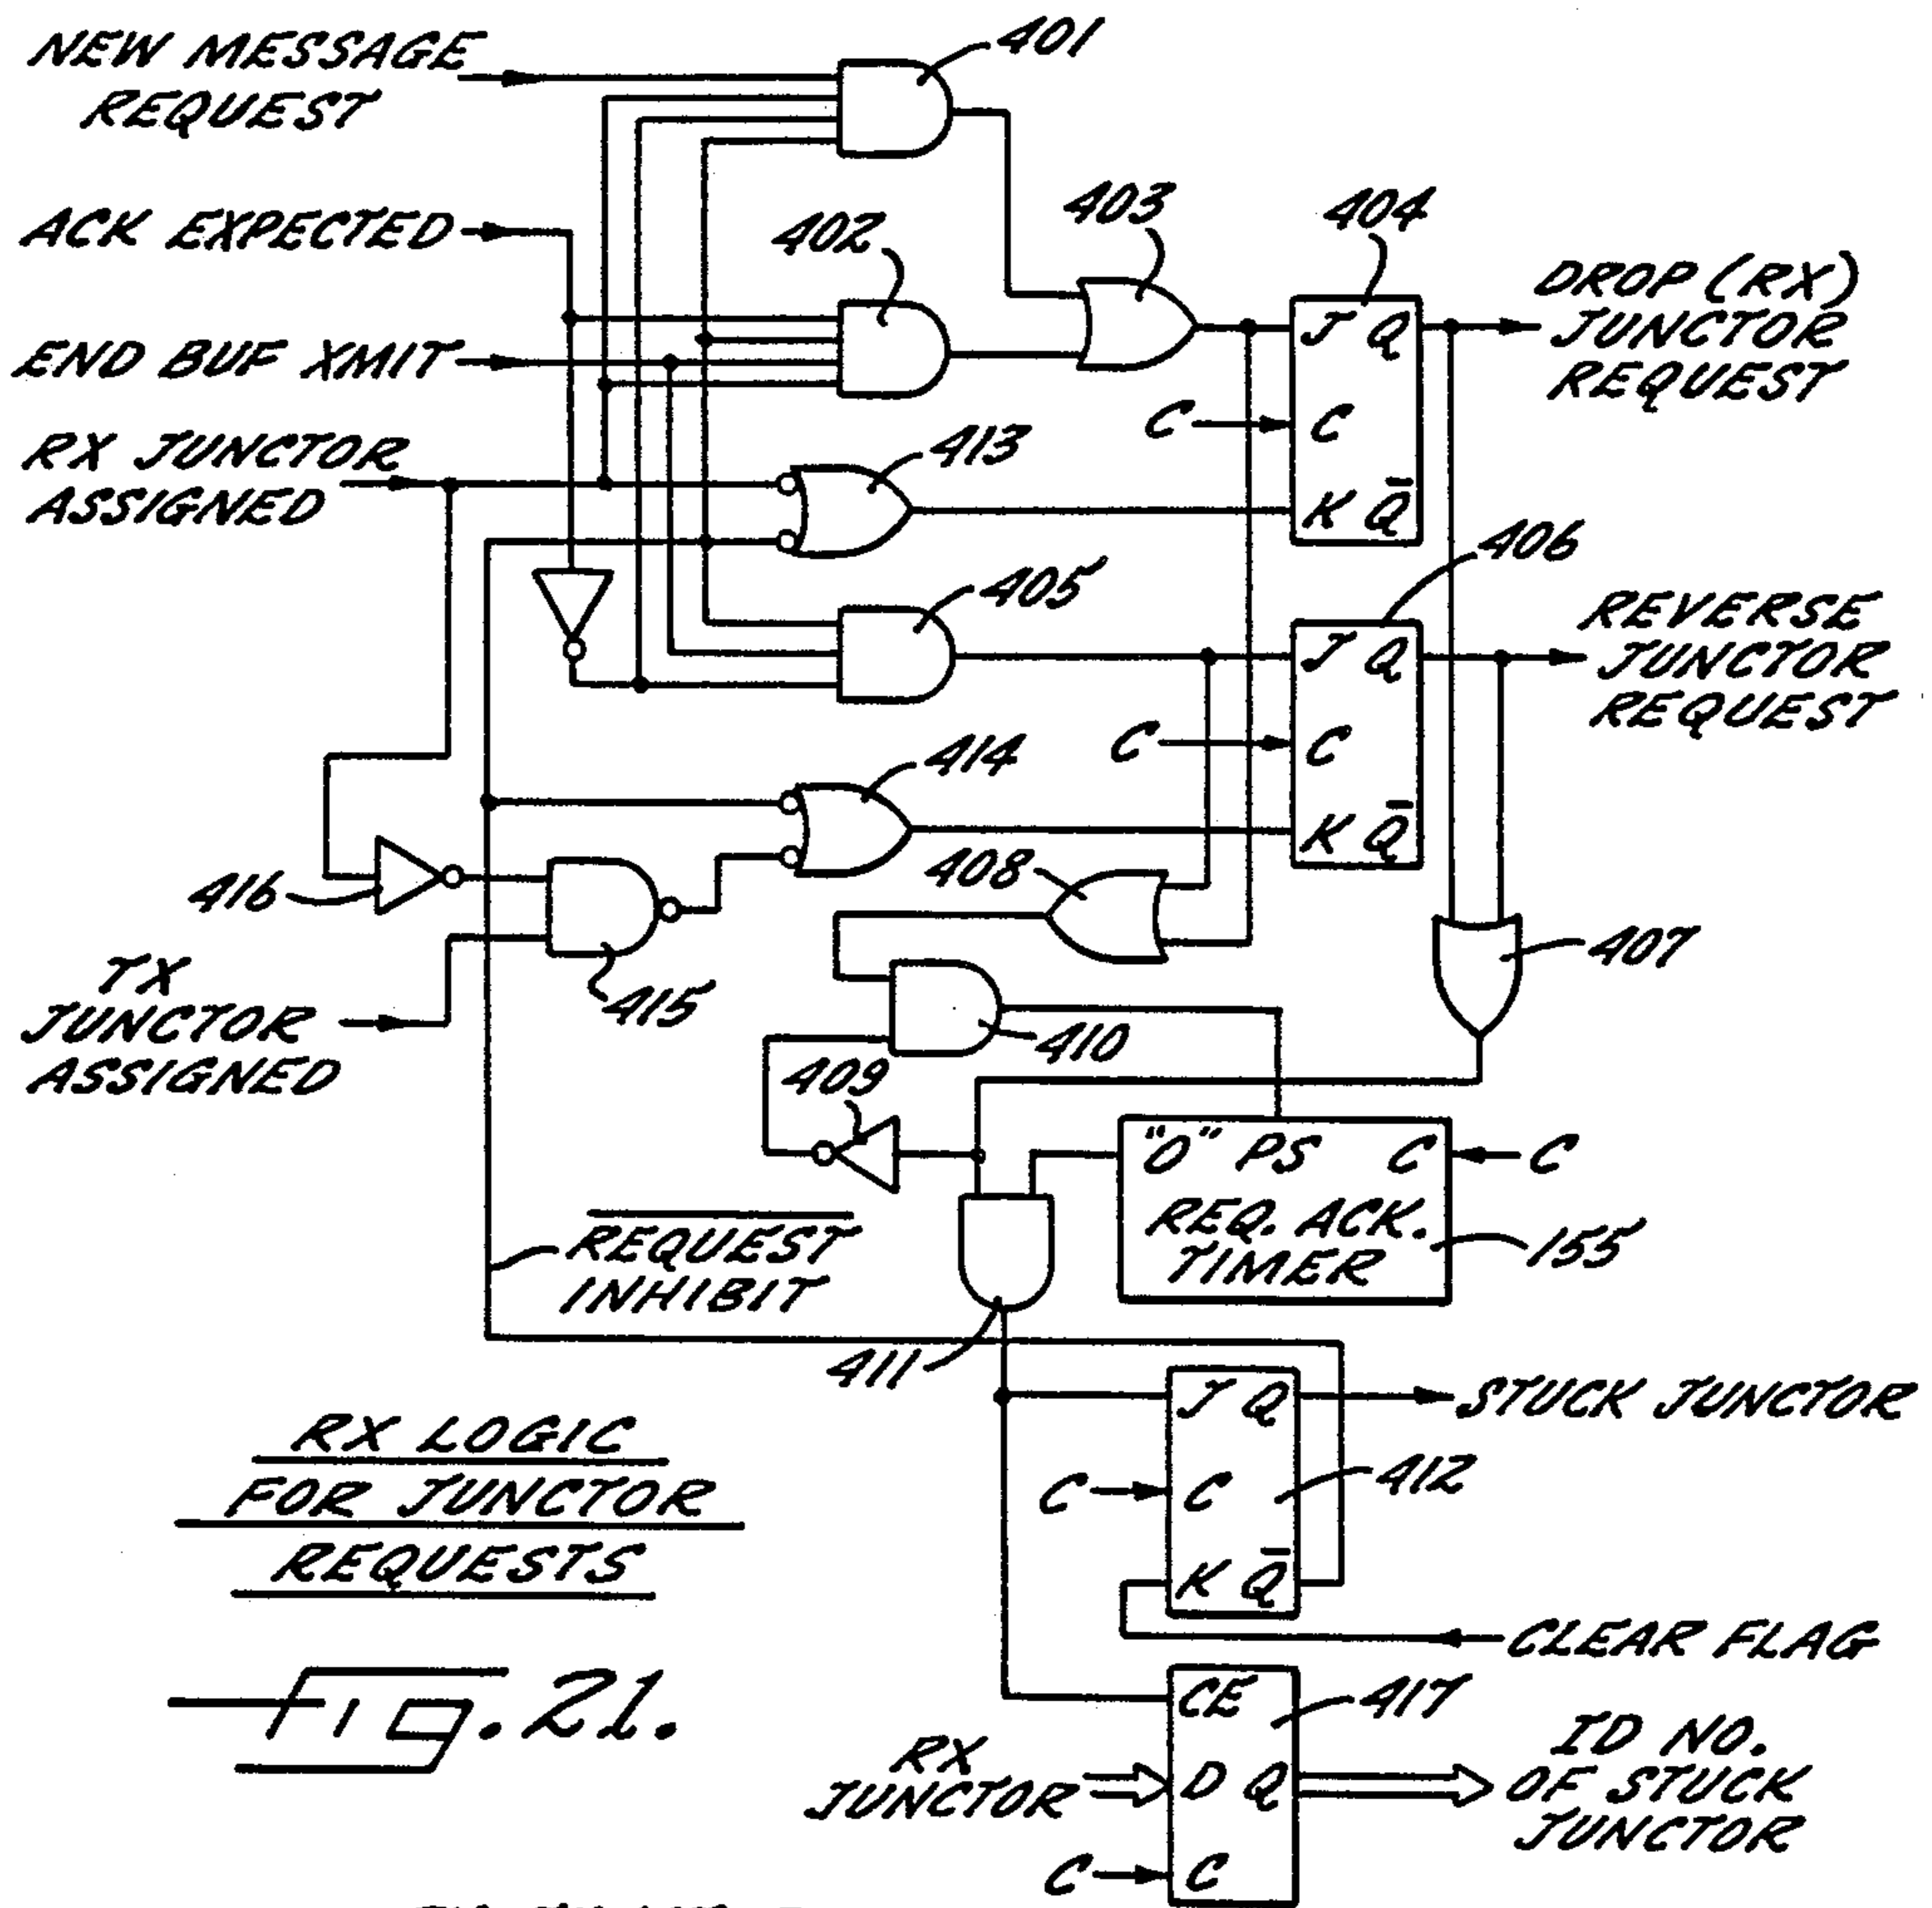 NEW MESSAGE
REQUEST
401
ACK EXPECTED
402
403
404
DROP (RX)
JUNCTOR
REQUEST
END BUF XMIT
J Q
C C
K Q̅
RX JUNCTOR
ASSIGNED
413
405
406
REVERSE
JUNCTOR
REQUEST
J Q
C C
K Q̅
414
408
416
415
407
TX
JUNCTOR
ASSIGNED
410
409
"0" PS C C
REQ. ACK.
TIMER
155
REQUEST
INHIBIT
411
J Q STUCK JUNCTOR
C C
412
K Q̅
CLEAR FLAG
RX LOGIC
FOR JUNCTOR
REQUESTS
FIG. 21.
CE
417
RX
JUNCTOR
D Q
ID NO.
OF STUCK
JUNCTOR
C C